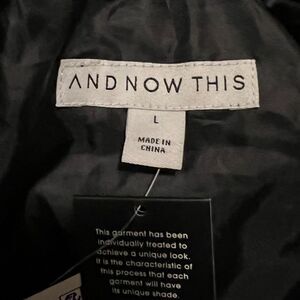 AND NOW THIS
L
MADE IN
CHINA
This garment has been
individually treated to
achieve a unique look.
It is the characteristic of
this process that each
garment will have
its unique shade.